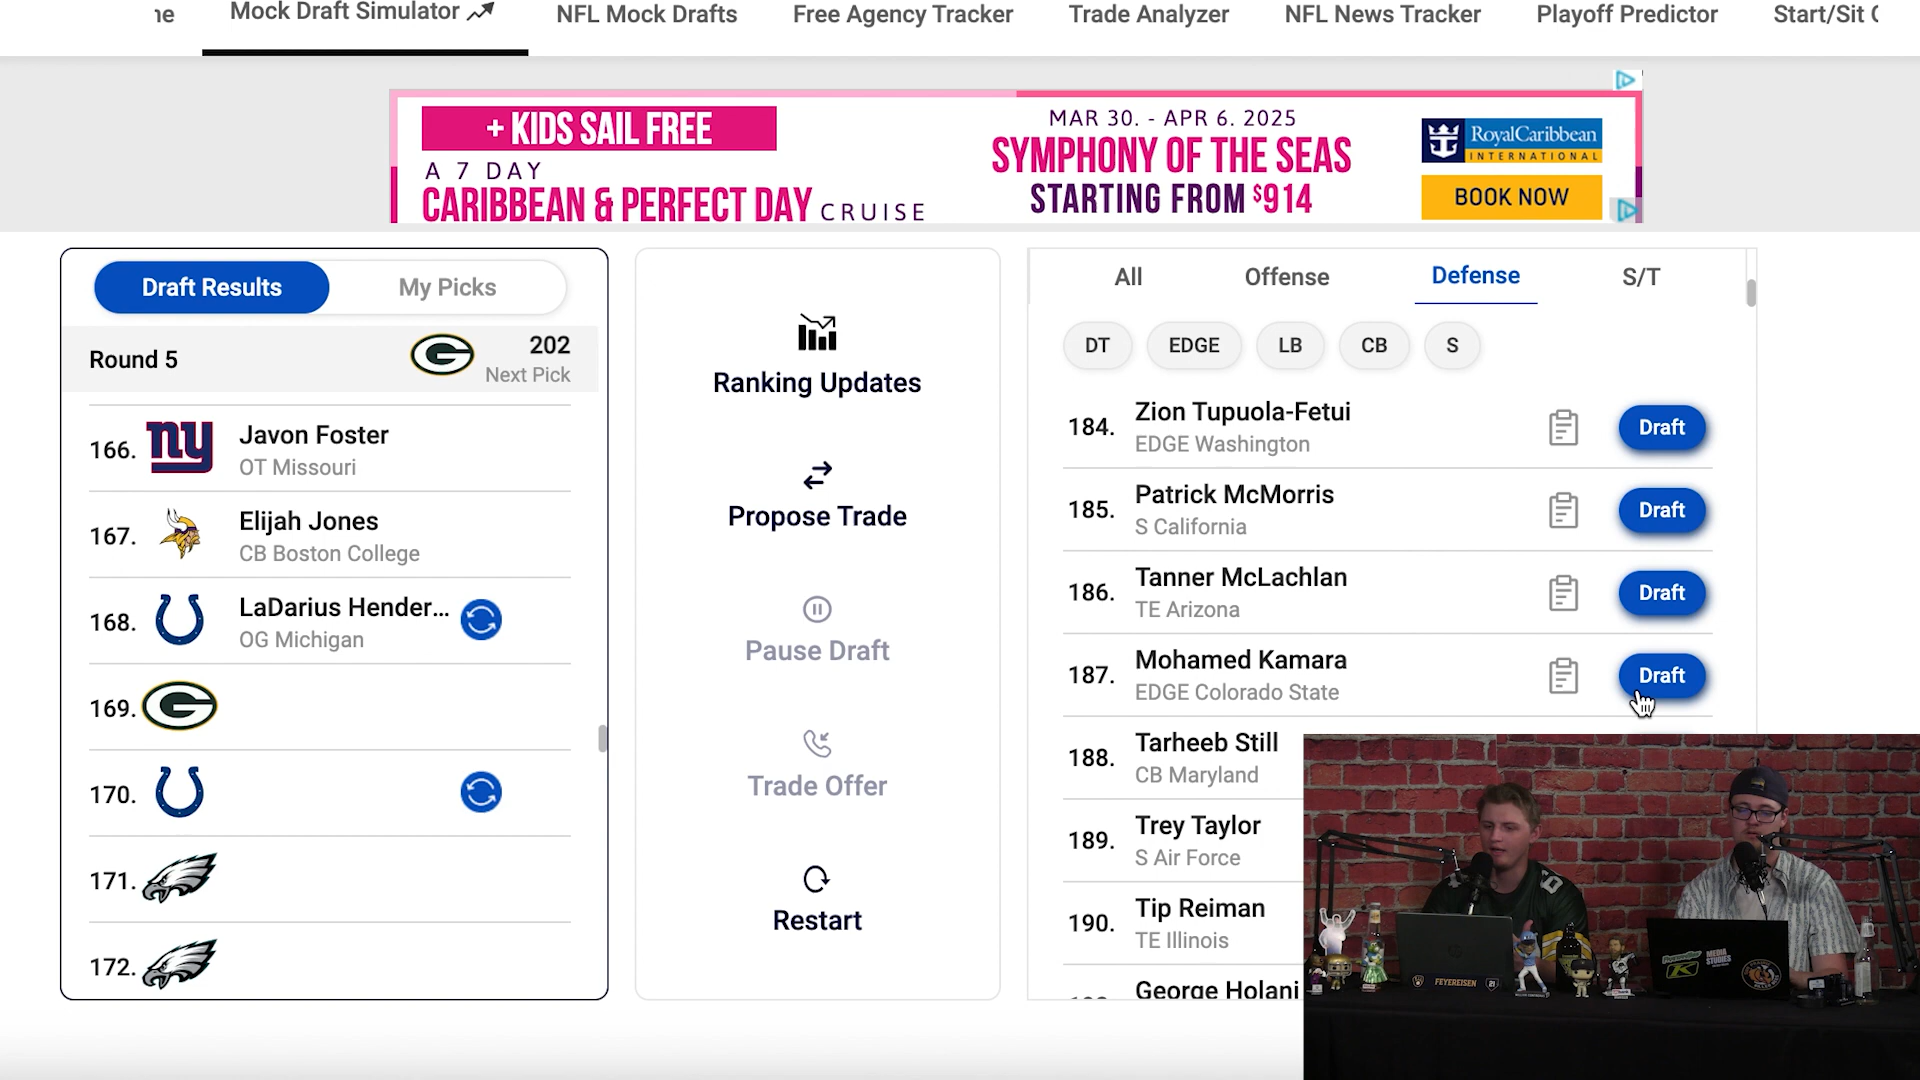 Mock Draft Simulator
NFL Mock Drafts
Free Agency Tracker
Trade Analyzer
NFL News Tracker
Playoff Predictor
Start/Sit
+ KIDS SAIL FREE
A 7 DAY
CARIBBEAN & PERFECT DAY CRUISE
MAR 30. - APR 6. 2025
SYMPHONY OF THE SEAS
STARTING FROM $914
RoyalCaribbean
INTERNATIONAL
BOOK NOW
Draft Results
My Picks
Round 5
202
Next Pick
166.
ny
Javon Foster
OT Missouri
167.
Elijah Jones
CB Boston College
168.
LaDarius Hender...
OG Michigan
169.
G
170.
171.
172.
Ranking Updates
Propose Trade
Pause Draft
Trade Offer
Restart
All
Offense
Defense
S/T
DT
EDGE
LB
CB
S
184.
Zion Tupuola-Fetui
EDGE Washington
Draft
185.
Patrick McMorris
S California
Draft
186.
Tanner McLachlan
TE Arizona
Draft
187.
Mohamed Kamara
EDGE Colorado State
Draft
188.
Tarheeb Still
CB Maryland
189.
Trey Taylor
S Air Force
190.
Tip Reiman
TE Illinois
George Holani
FEYEREISEN
MEDIA
STUDIES